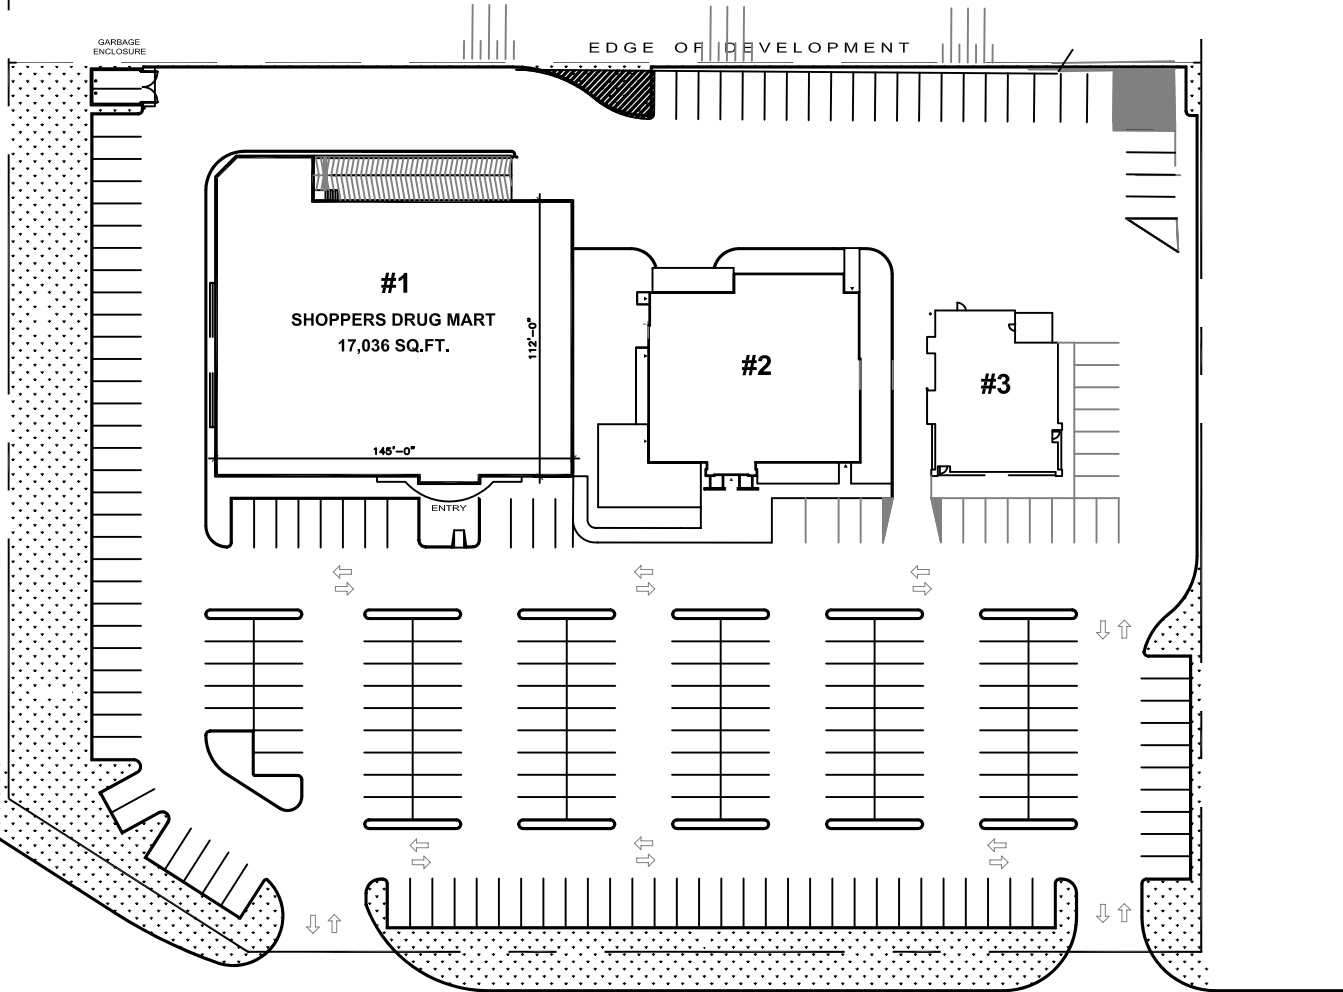 GARBAGE
ENCLOSURE
EDGE OF DEVELOPMENT
#1
SHOPPERS DRUG MART
17,036 SQ.FT.
112'-0"
145'-0"
ENTRY
#2
#3